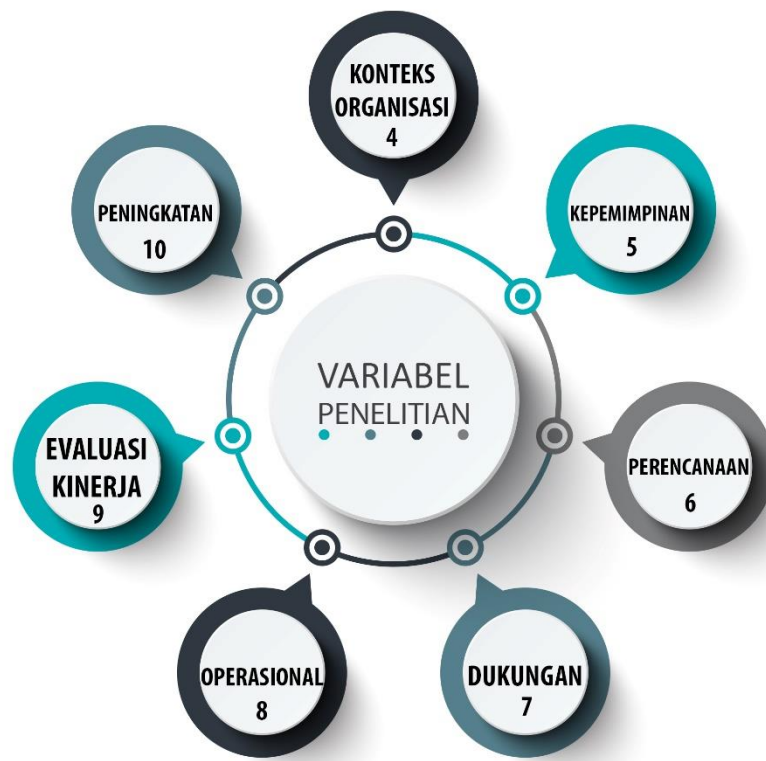 KONTEKS
ORGANISASI
4
KEPEMIMPINAN
5
PERENCANAAN
6
DUKUNGAN
7
OPERASIONAL
8
EVALUASI
KINERJA
9
PENINGKATAN
10
VARIABEL
PENELITIAN